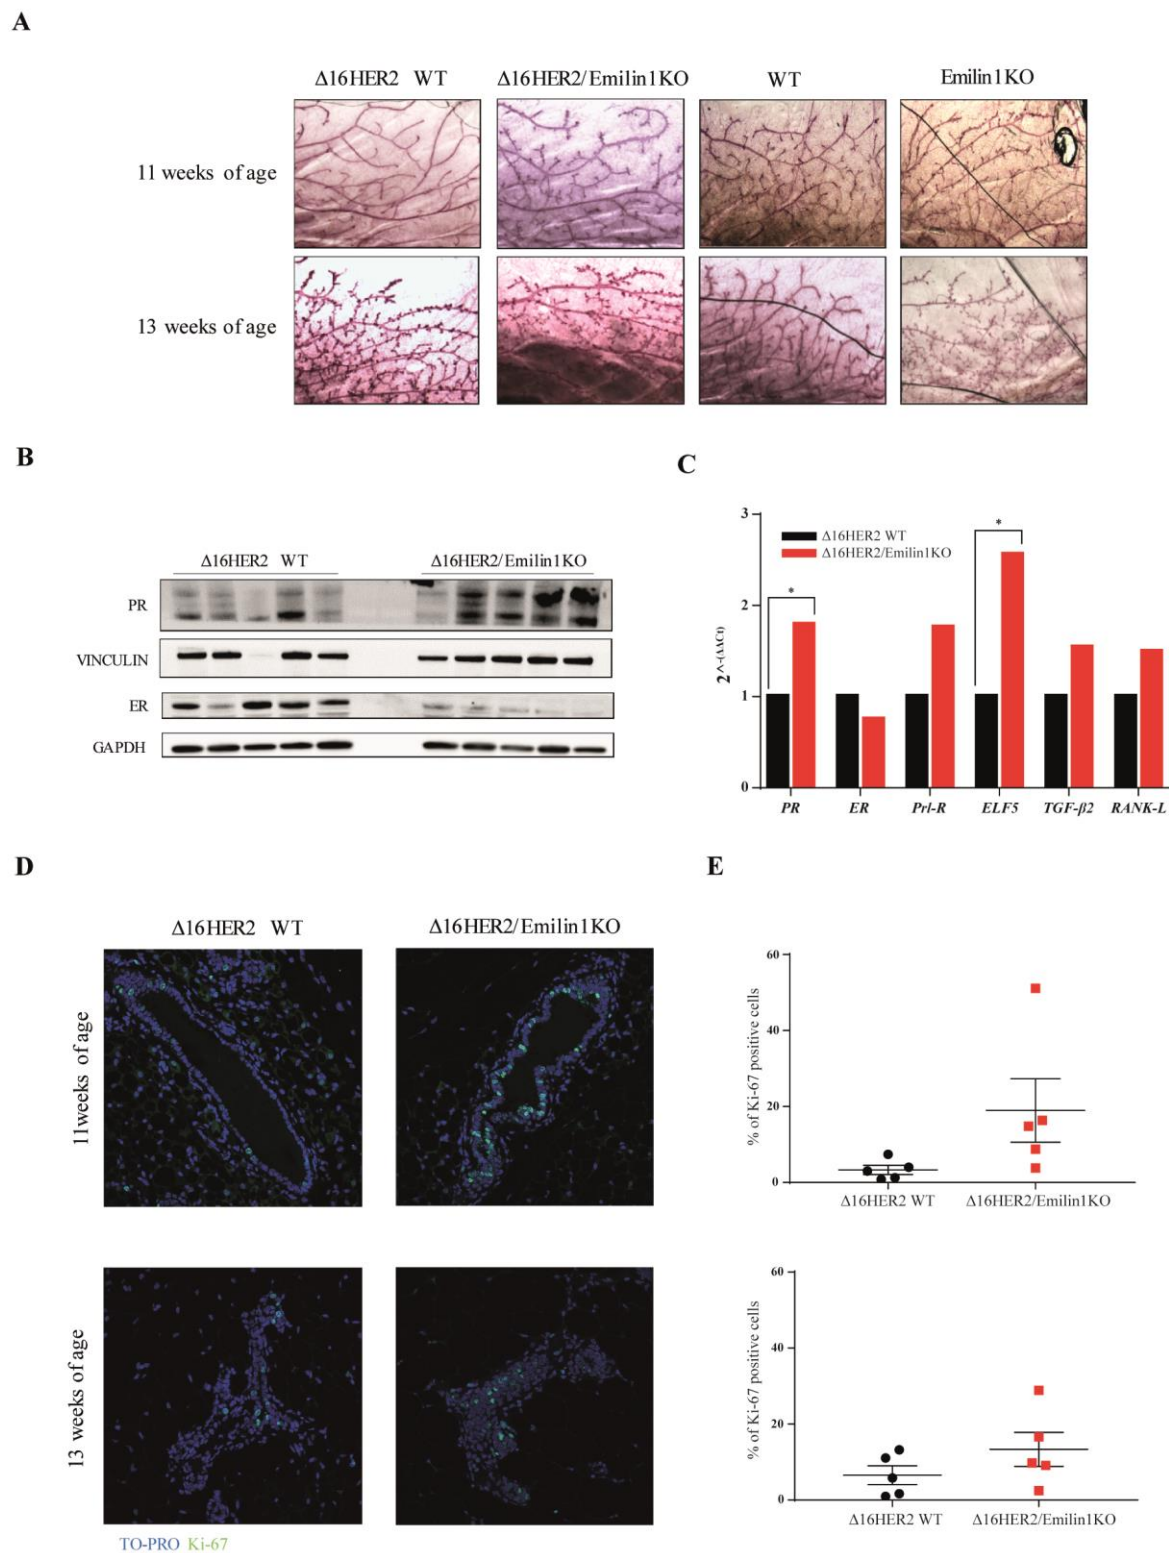 A
Δ16HER2 WT
Δ16HER2/Emilin1KO
WT
Emilin1KO
11 weeks of age
13 weeks of age
B
Δ16HER2 WT
Δ16HER2/Emilin1KO
PR
VINCULIN
ER
GAPDH
C
3
2
1
0
2^-(ΔΔCt)
Δ16HER2 WT
Δ16HER2/Emilin1KO
*
*
PR
ER
Prl-R
ELF5
TGF-β2
RANK-L
D
Δ16HER2 WT
Δ16HER2/Emilin1KO
11weeks of age
13 weeks of age
TO-PRO Ki-67
E
% of Ki-67 positive cells
60
40
20
0
Δ16HER2 WT
Δ16HER2/Emilin1KO
% of Ki-67 positive cells
60
40
20
0
Δ16HER2 WT
Δ16HER2/Emilin1KO